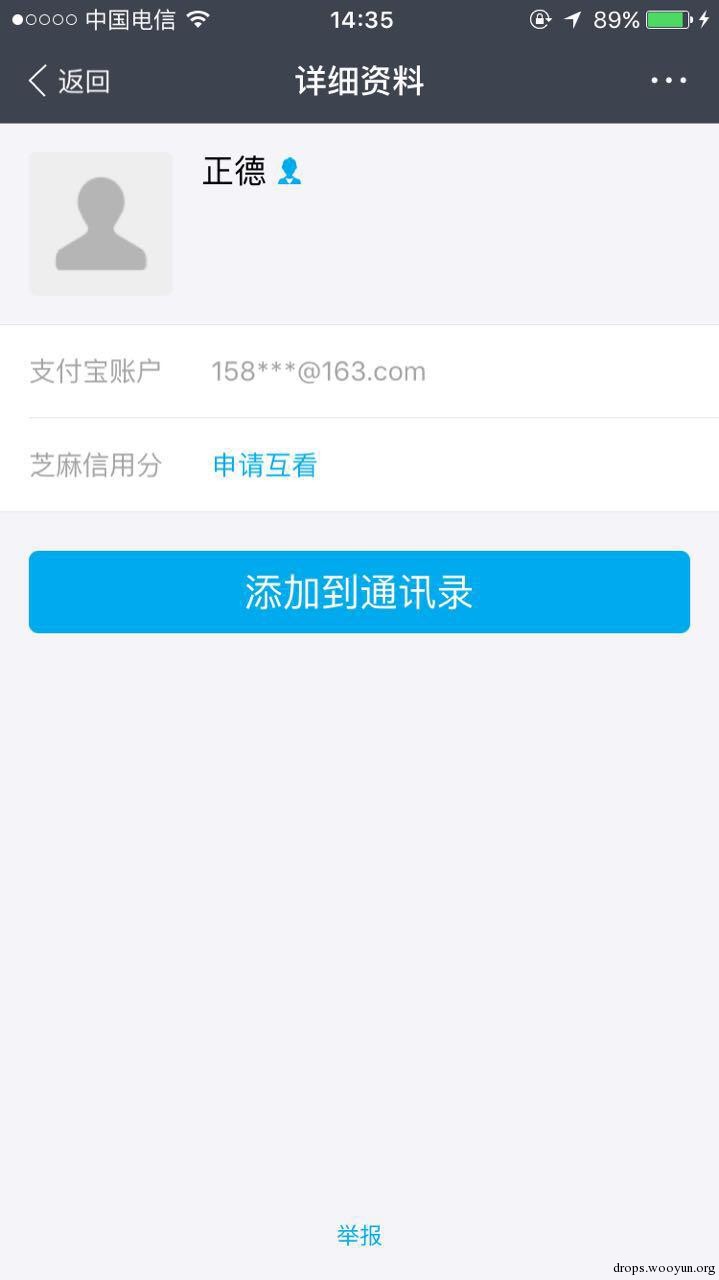 中国电信 14:35 89%
返回 详细资料
正德
支付宝账户 158***@163.com
芝麻信用分 申请互看
添加到通讯录
举报
drops.wooyun.org